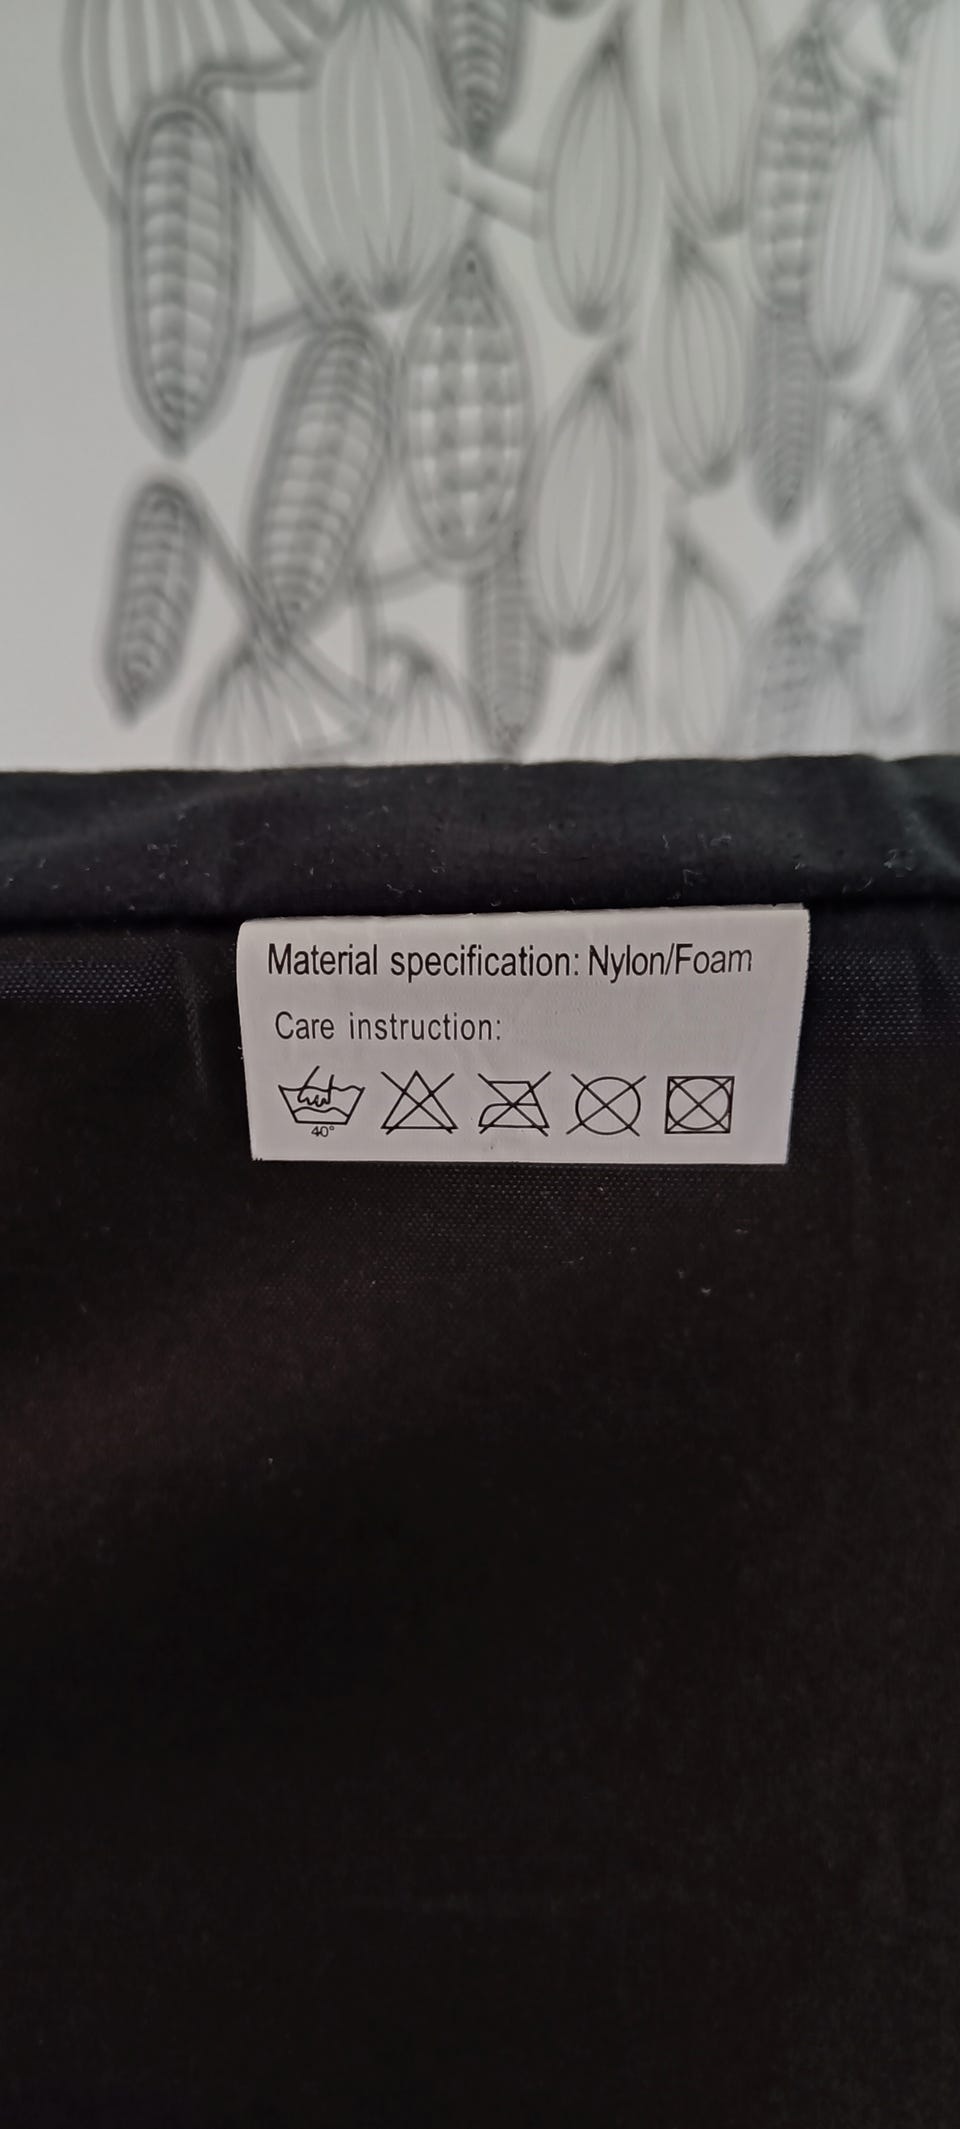 Material specification: Nylon/Foam
Care instruction:
40°